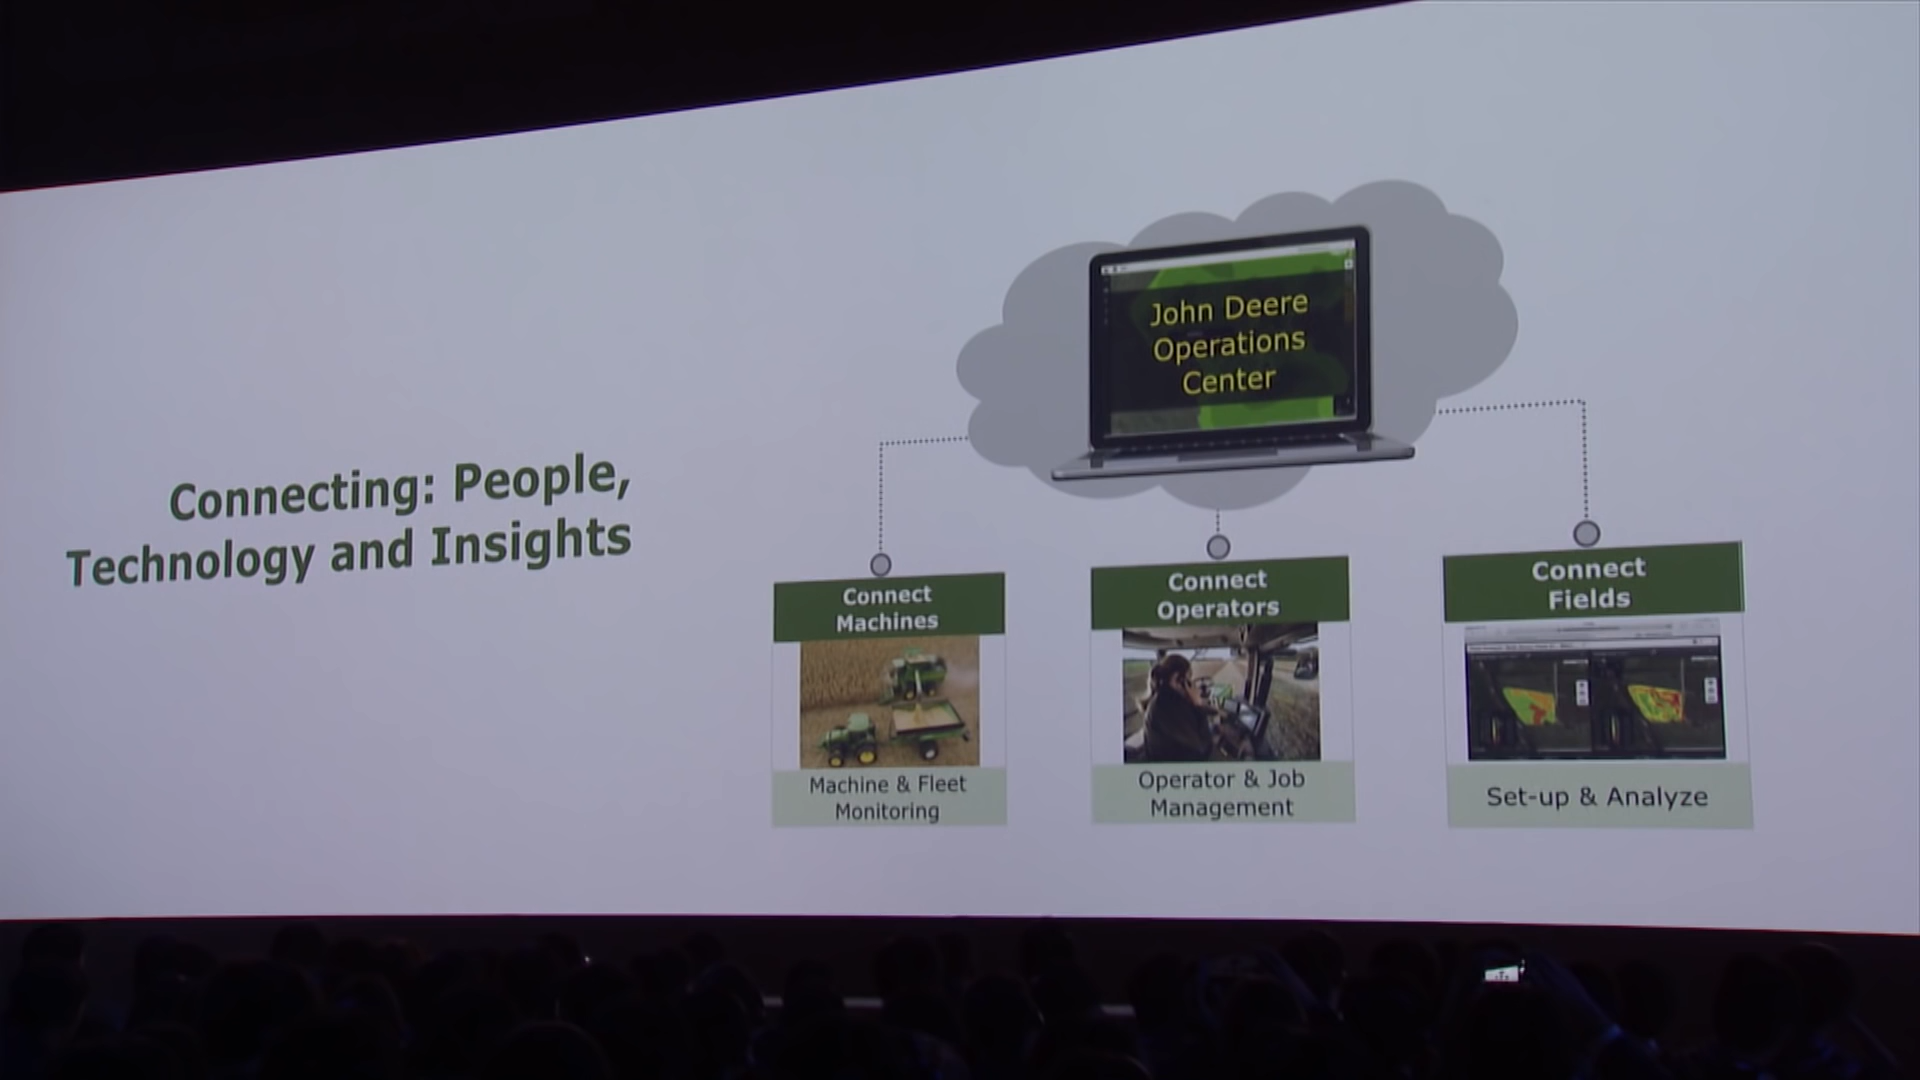 Connecting: People,
Technology and Insights
John Deere
Operations
Center
Connect
Machines
Machine & Fleet
Monitoring
Connect
Operators
Operator & Job
Management
Connect
Fields
Set-up & Analyze